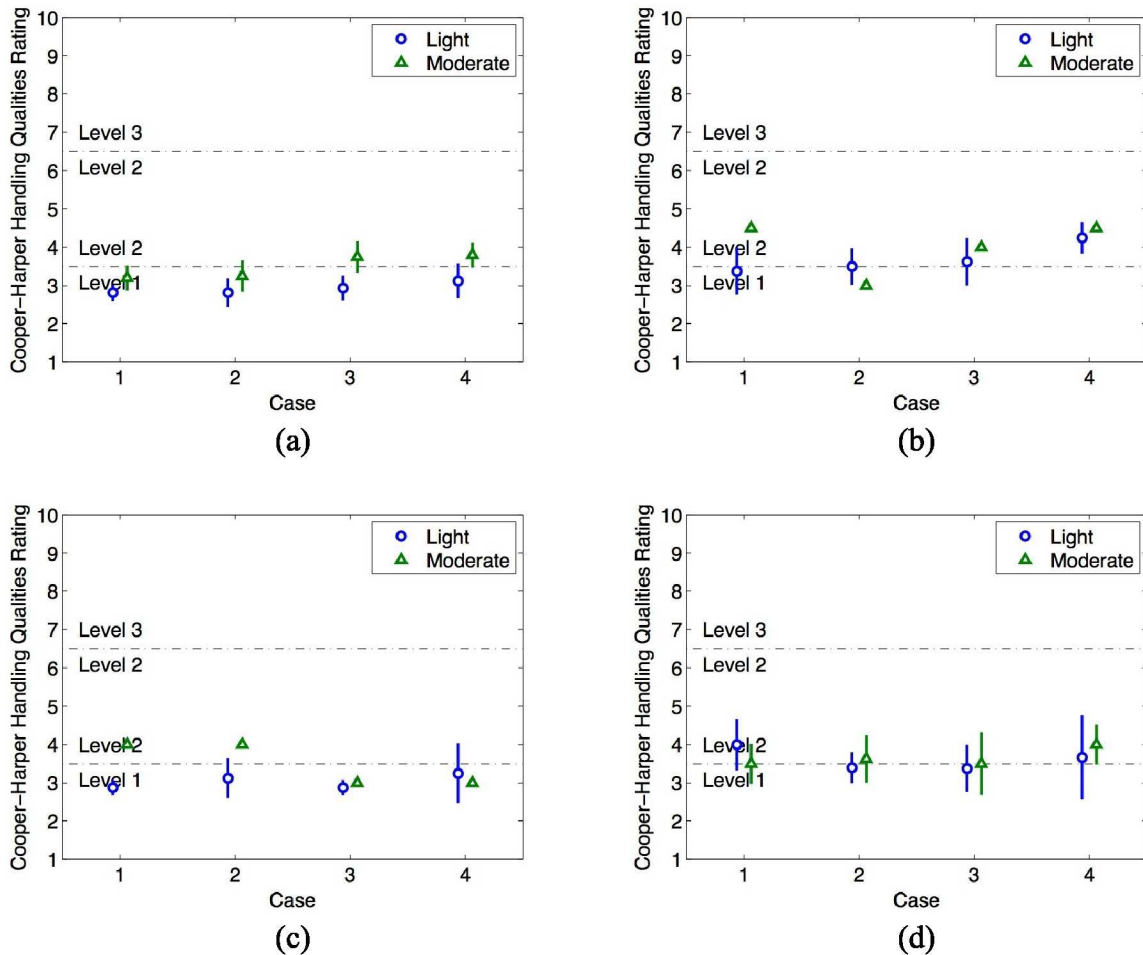 Cooper−Harper Handling Qualities Rating
10
9
8
7
6
5
4
3
2
1
Light
Moderate
Level 3
Level 2
Level 2
Level 1
1 2 3 4
Case
(a)
Cooper−Harper Handling Qualities Rating
10
9
8
7
6
5
4
3
2
1
Light
Moderate
Level 3
Level 2
Level 2
Level 1
1 2 3 4
Case
(b)
Cooper−Harper Handling Qualities Rating
10
9
8
7
6
5
4
3
2
1
Light
Moderate
Level 3
Level 2
Level 2
Level 1
1 2 3 4
Case
(c)
Cooper−Harper Handling Qualities Rating
10
9
8
7
6
5
4
3
2
1
Light
Moderate
Level 3
Level 2
Level 2
Level 1
1 2 3 4
Case
(d)